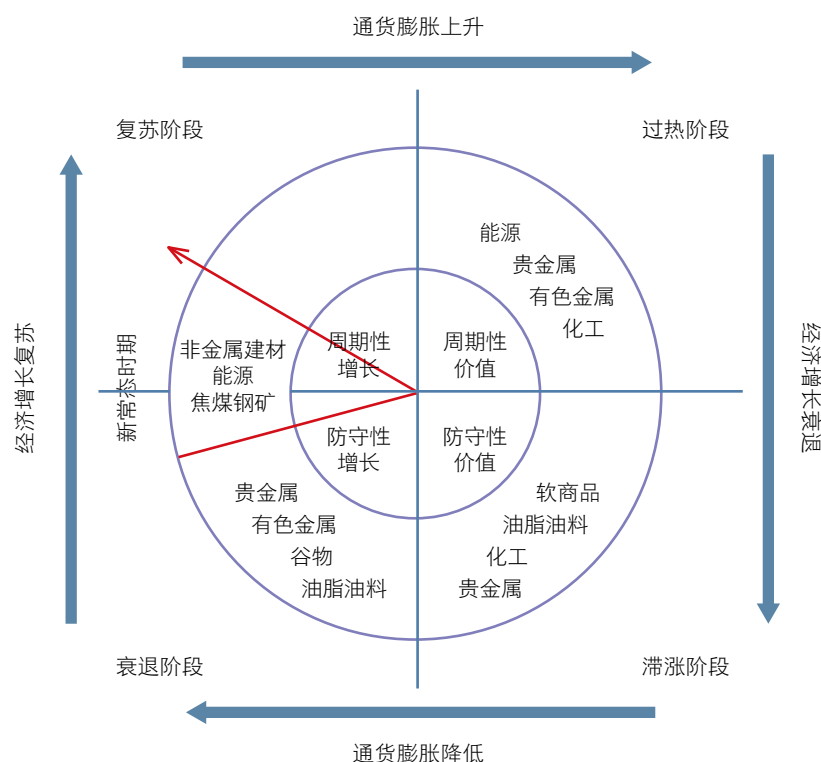 通货膨胀上升
复苏阶段
过热阶段
能源
贵金属
有色金属
化工
经济增长复苏
新常态时期
非金属建材
能源
焦煤钢矿
周期性
增长
周期性
价值
经济增长衰退
防守性
增长
防守性
价值
贵金属
有色金属
谷物
油脂油料
软商品
油脂油料
化工
贵金属
衰退阶段
滞涨阶段
通货膨胀降低